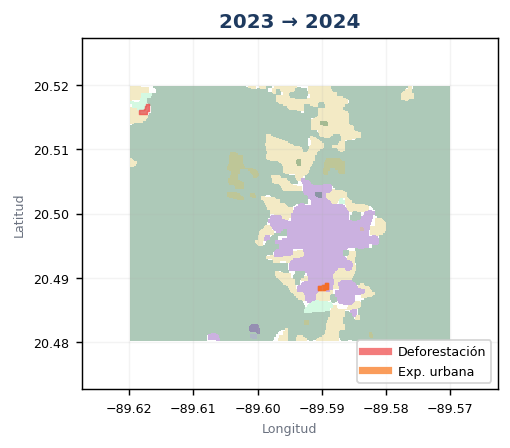 2023 → 2024
Latitud
20.52
20.51
20.50
20.49
20.48
Deforestación
Exp. urbana
−89.62 −89.61 −89.60 −89.59 −89.58 −89.57
Longitud